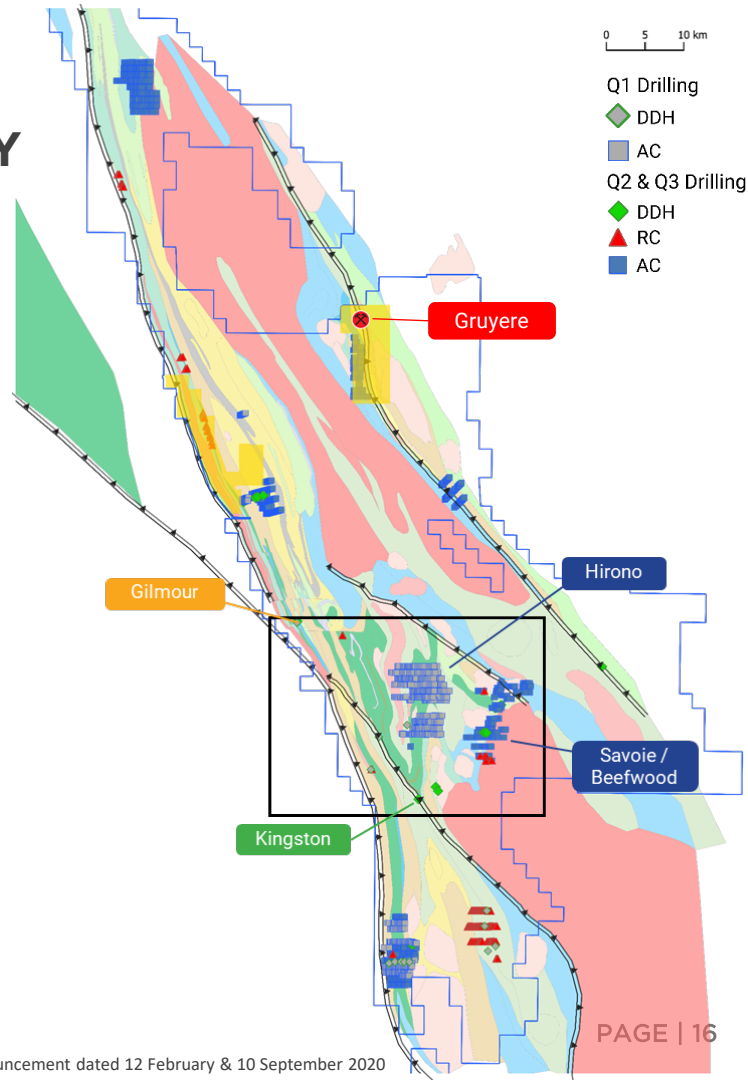 Y
0 5 10 km
Q1 Drilling
DDH
AC
Q2 & Q3 Drilling
DDH
RC
AC
Gruyere
Hirono
Gilmour
Savoie /
Beefwood
Kingston
PAGE | 16
uncement dated 12 February & 10 September 2020